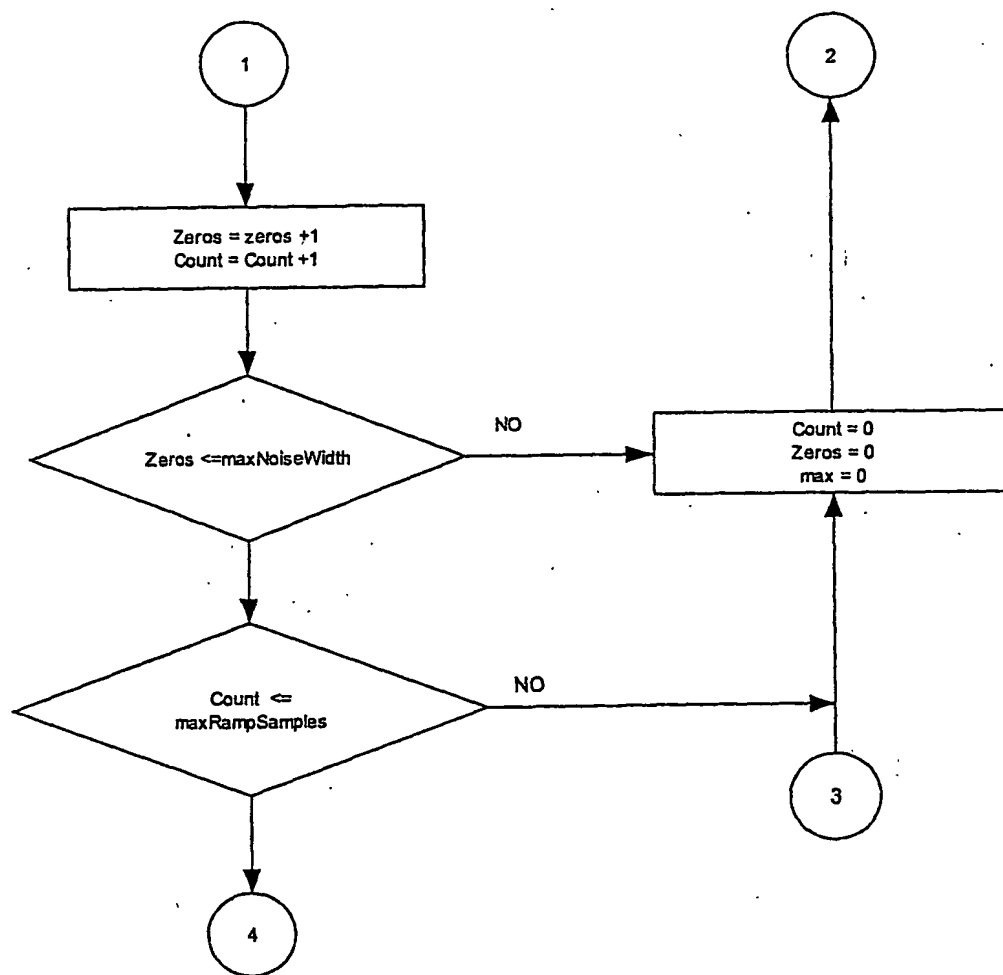 1
2
Zeros = zeros +1
Count = Count +1
Zeros <=maxNoiseWidth
NO
Count = 0
Zeros = 0
max = 0
Count <=
maxRampSamples
NO
3
4